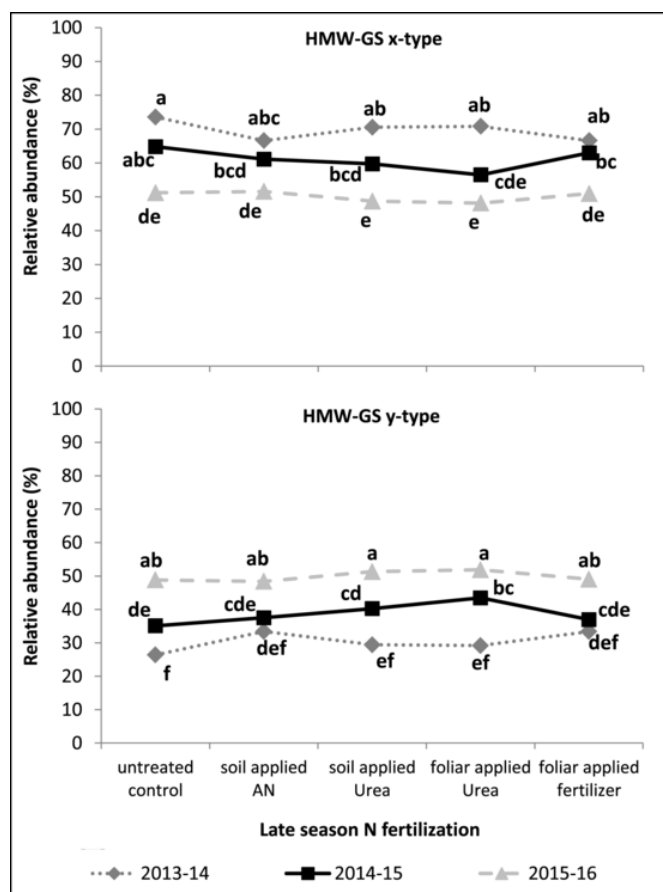 HMW-GS x-type
Relative abundance (%)
100
90
80
70
60
50
40
30
20
10
0
a
abc
ab
ab
ab
abc
bcd
bcd
cde
bc
de
de
e
e
de
HMW-GS y-type
Relative abundance (%)
100
90
80
70
60
50
40
30
20
10
0
ab
ab
a
a
ab
de
cde
cd
bc
cde
f
def
ef
ef
def
untreated
control
soil applied
AN
soil applied
Urea
foliar applied
Urea
foliar applied
fertilizer
Late season N fertilization
2013-14
2014-15
2015-16